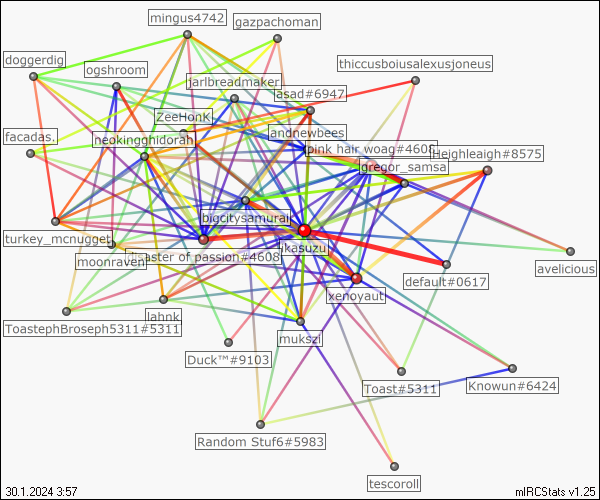 mingus4742
gazpachoman
doggerdig
ogshroom
thiccusboiusalexusjoneus
jarlbreadmaker
asad#6947
ZeeHonK
andnewbees
facadas.
neokingghidorah
pink hair woag#4608
Heighleaigh#8575
gregor_samsa
bigcitysamurai
turkey_mcnugget
jkasuzu
moonraven
master of passion#4608
default#0617
avelicious
xenoyaut
ToastephBroseph5311#5311
lahnk
mukszi
Duck™#9103
Toast#5311
Knowun#6424
Random Stuf6#5983
tescoroll
30.1.2024 3:57
mIRCStats v1.25